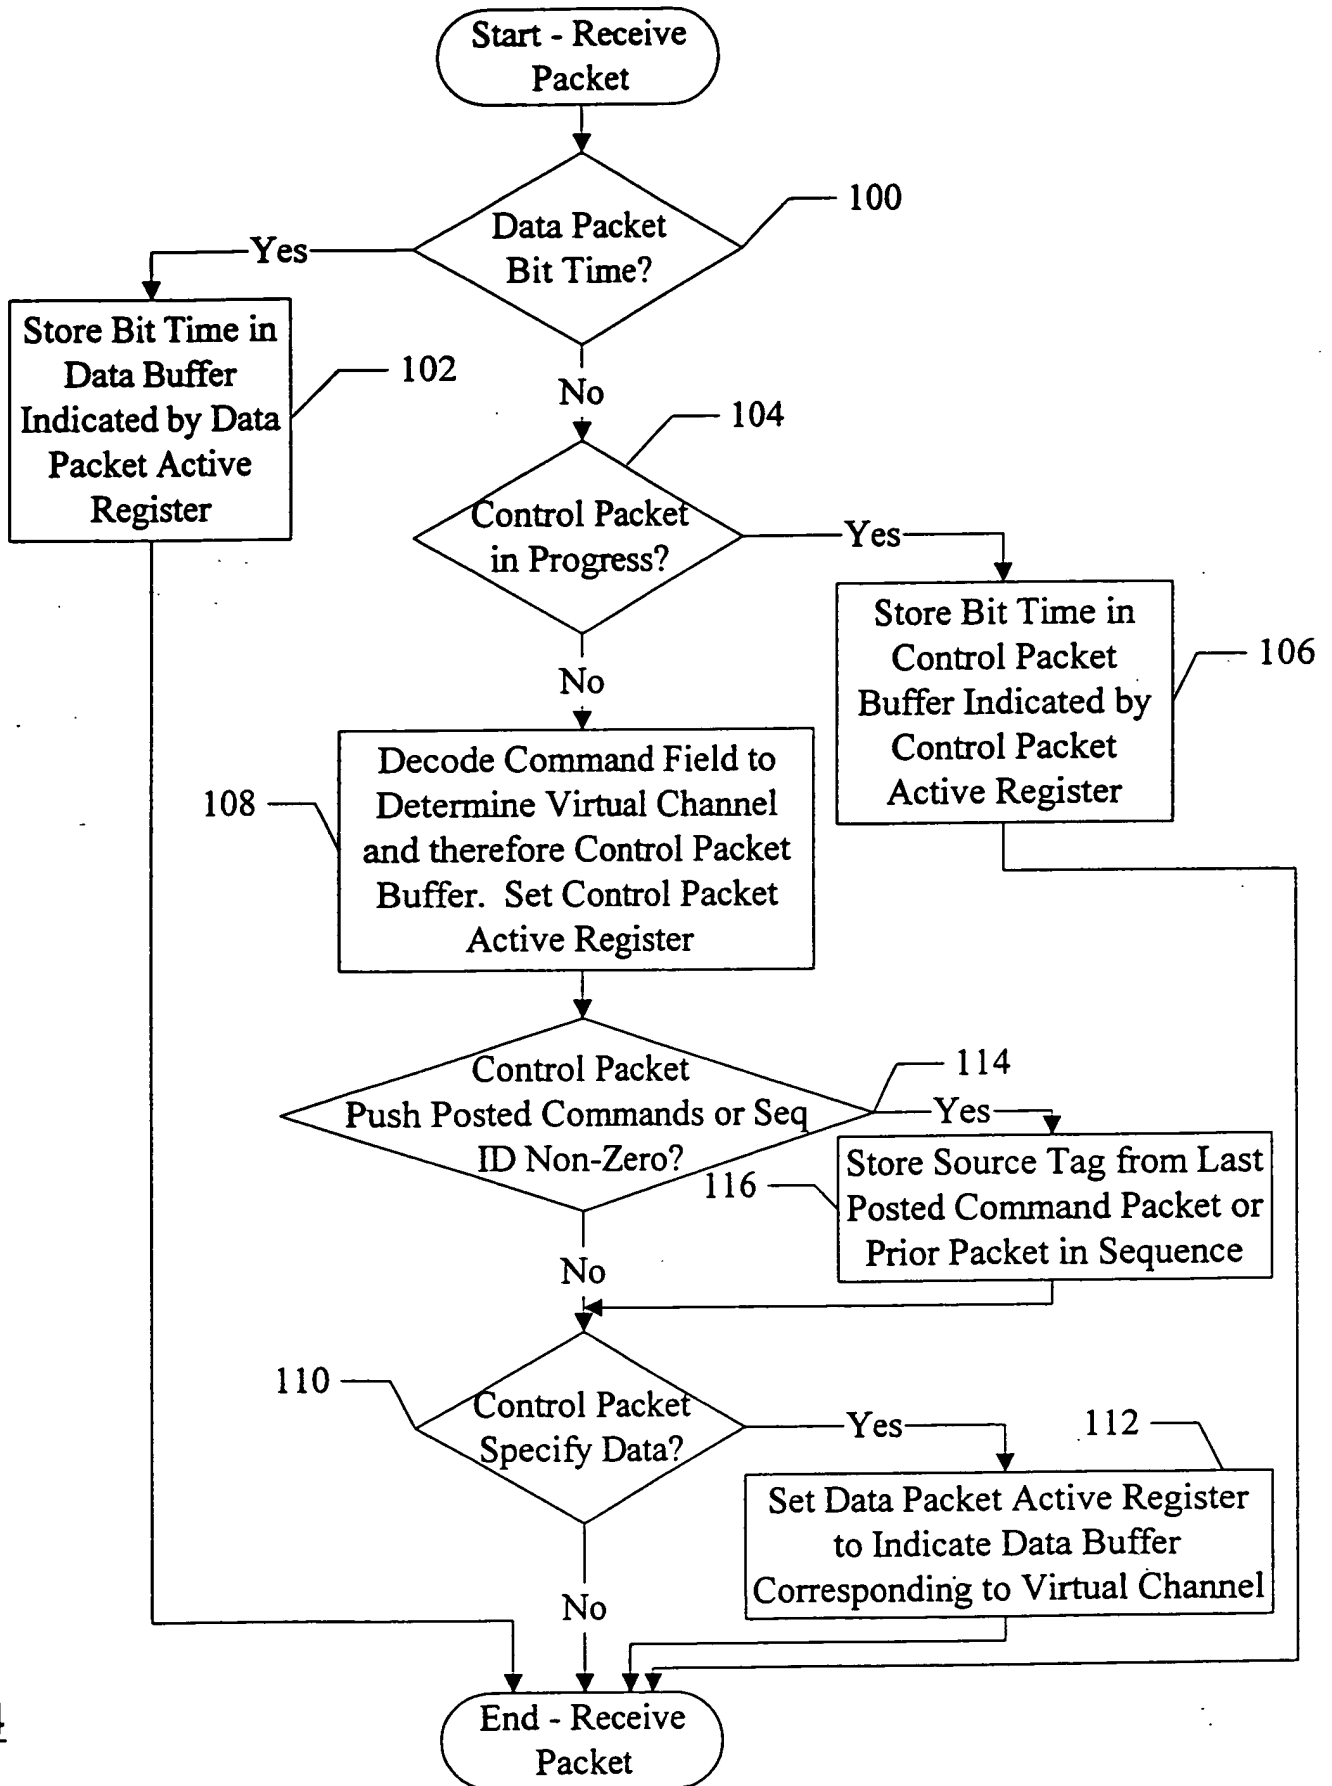 Start - Receive
Packet
100
Data Packet
Bit Time?
Yes
Store Bit Time in
Data Buffer
Indicated by Data
Packet Active
Register
102
No
104
Control Packet
in Progress?
Yes
Store Bit Time in
Control Packet
Buffer Indicated by
Control Packet
Active Register
106
No
108
Decode Command Field to
Determine Virtual Channel
and therefore Control Packet
Buffer. Set Control Packet
Active Register
114
Control Packet
Push Posted Commands or Seq
ID Non-Zero?
Yes
116
Store Source Tag from Last
Posted Command Packet or
Prior Packet in Sequence
No
110
Control Packet
Specify Data?
Yes
112
Set Data Packet Active Register
to Indicate Data Buffer
Corresponding to Virtual Channel
No
End - Receive
Packet